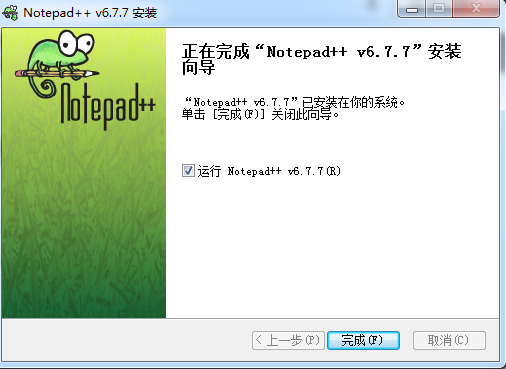 Notepad++ v6.7.7 安装
Notepad++
正在完成“Notepad++ v6.7.7”安装
向导
“Notepad++ v6.7.7”已安装在你的系统。
单击 [完成(F)] 关闭此向导。
运行 Notepad++ v6.7.7(R)
< 上一步(P)
完成(F)
取消(C)